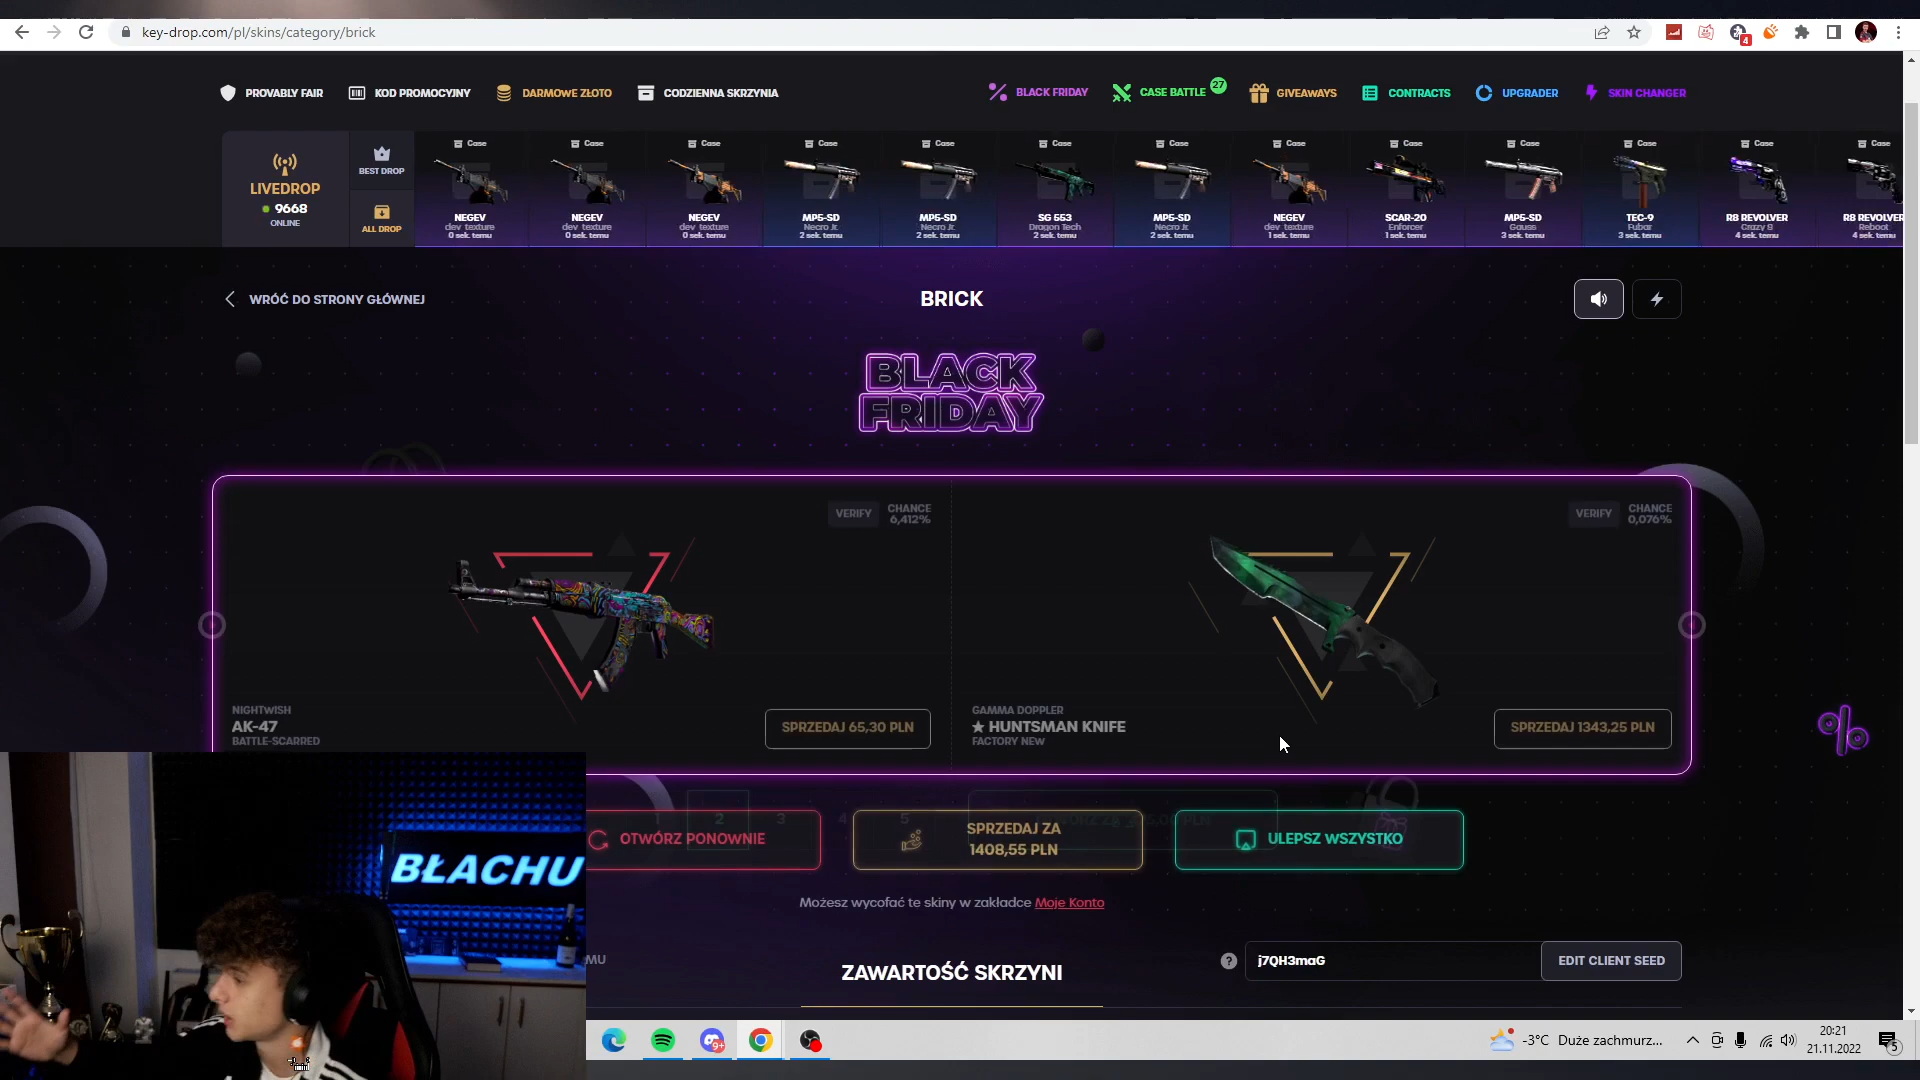 key-drop.com/pl/skins/category/brick
4
PROVABLY FAIR
KOD PROMOCYJNY
DARMOWE ZŁOTO
CODZIENNA SKRZYNIA
BLACK FRIDAY
CASE BATTLE 27
GIVEAWAYS
CONTRACTS
UPGRADER
SKIN CHANGER
LIVEDROP
9668
ONLINE
BEST DROP
ALL DROP
Case
NEGEV
dev_texture
0 sek. temu
Case
NEGEV
dev_texture
0 sek. temu
Case
NEGEV
dev_texture
0 sek. temu
Case
MP5-SD
Necro Jr.
2 sek. temu
Case
MP5-SD
Necro Jr.
2 sek. temu
Case
SG 553
Dragon Tech
2 sek. temu
Case
MP5-SD
Necro Jr.
2 sek. temu
Case
NEGEV
dev_texture
1 sek. temu
Case
SCAR-20
Enforcer
1 sek. temu
Case
MP5-SD
Gauss
3 sek. temu
Case
TEC-9
Fubar
3 sek. temu
Case
R8 REVOLVER
Crazy 8
4 sek. temu
Case
R8 REVOLVER
Reboot
4 sek. temu
WRÓĆ DO STRONY GŁÓWNEJ
BRICK
BLACK
FRIDAY
VERIFY
CHANCE
6,412%
VERIFY
CHANCE
0,076%
NIGHTWISH
AK-47
BATTLE-SCARRED
SPRZEDAJ 65,30 PLN
GAMMA DOPPLER
★ HUNTSMAN KNIFE
FACTORY NEW
SPRZEDAJ 1343,25 PLN
1 2 3 4 5
OTWÓRZ PONOWNIE
SPRZEDAJ ZA
1408,55 PLN
ULEPSZ WSZYSTKO
Możesz wycofać te skiny w zakładce Moje Konto
BŁACHU
MU
ZAWARTOŚĆ SKRZYNI
?
j7QH3maG
EDIT CLIENT SEED
9+
-3°C Duże zachmurz...
20:21
21.11.2022
5